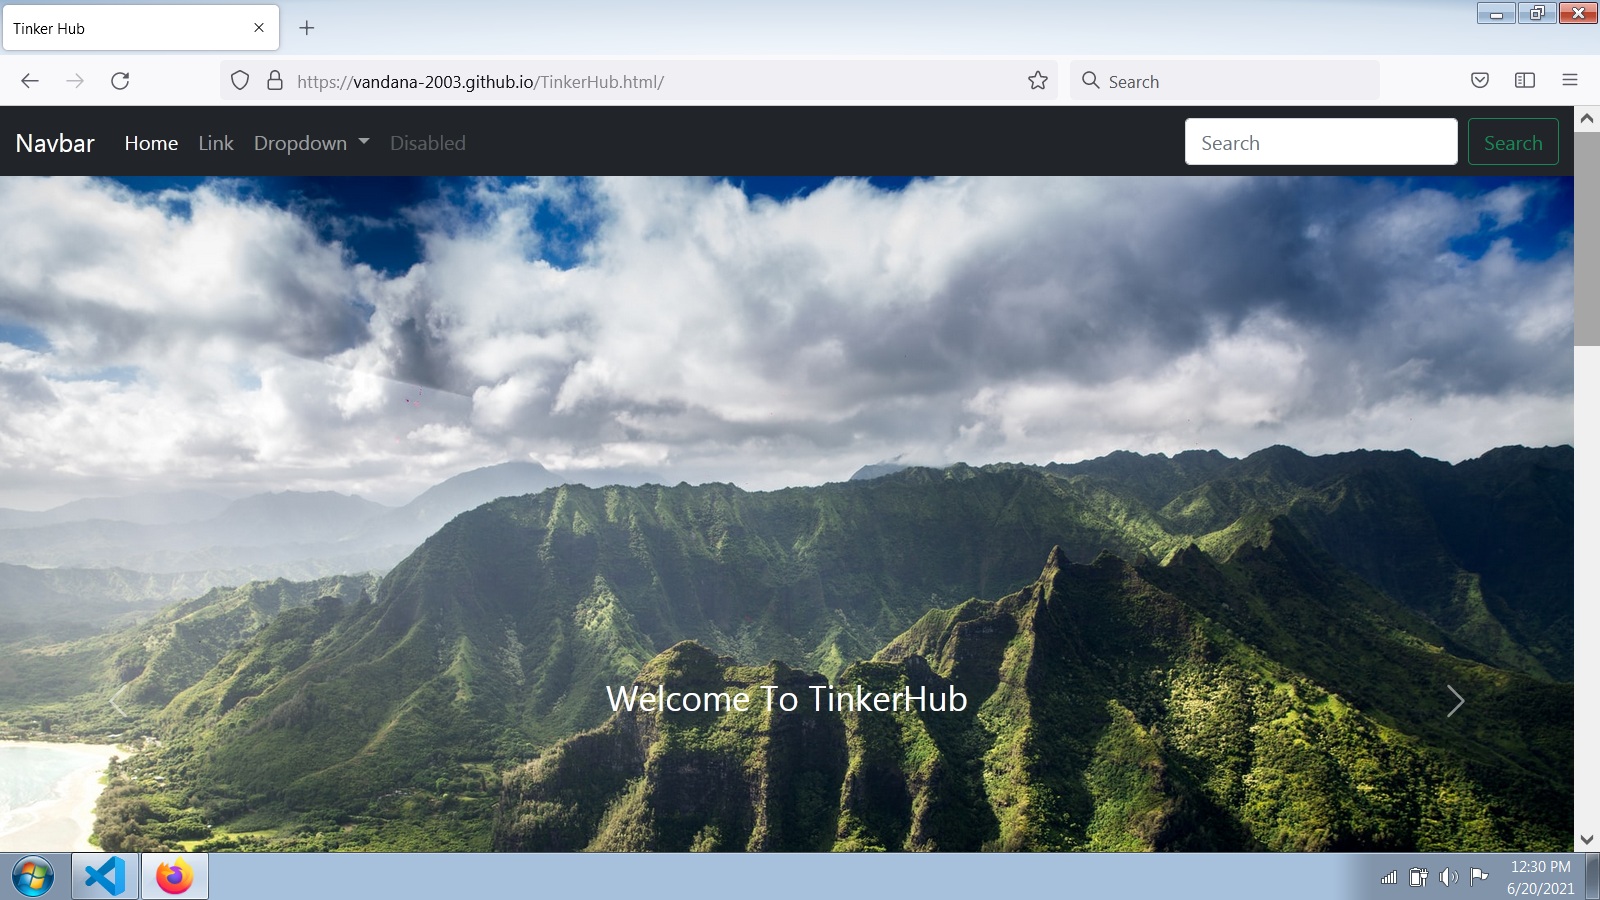 Tinker Hub
https://vandana-2003.github.io/TinkerHub.html/
Search
Navbar Home Link Dropdown Disabled Search Search
Welcome To TinkerHub
12:30 PM
6/20/2021